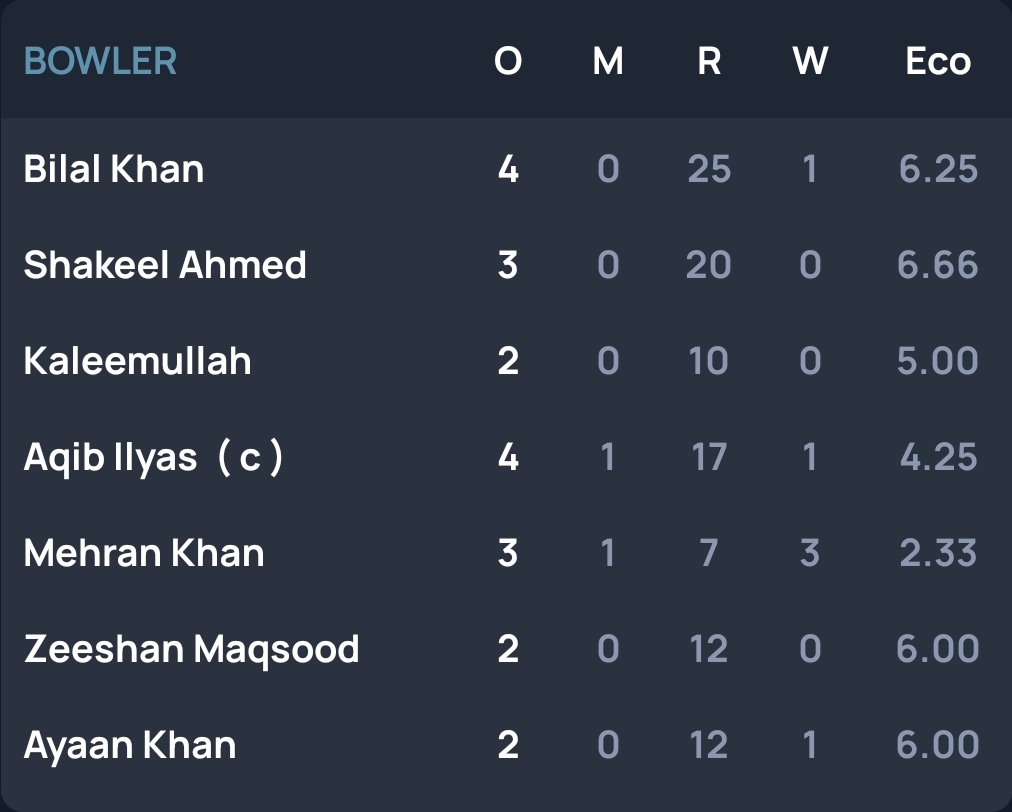 BOWLER O M R W Eco
Bilal Khan 4 0 25 1 6.25
Shakeel Ahmed 3 0 20 0 6.66
Kaleemullah 2 0 10 0 5.00
Aqib Ilyas ( c ) 4 1 17 1 4.25
Mehran Khan 3 1 7 3 2.33
Zeeshan Maqsood 2 0 12 0 6.00
Ayaan Khan 2 0 12 1 6.00